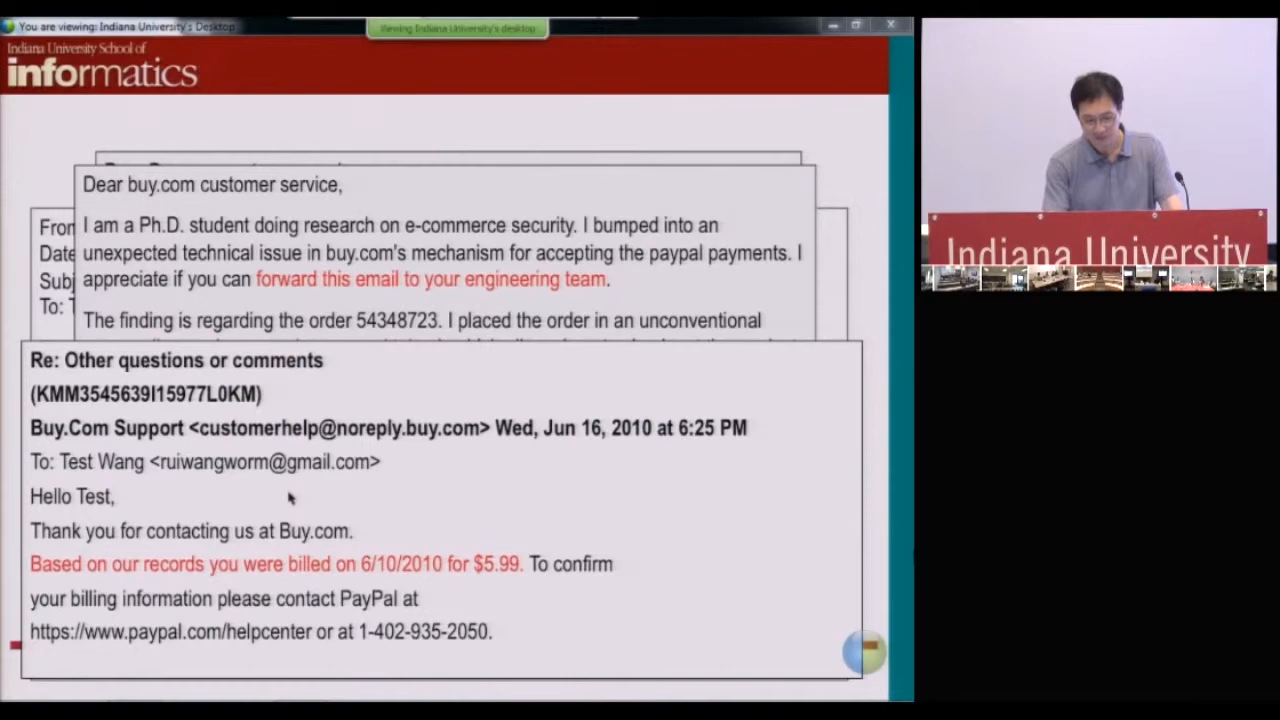 You are viewing: Indiana University's Desktop
Viewing Indiana University's desktop
Indiana University School of
informatics
Dear buy.com customer service,
I am a Ph.D. student doing research on e-commerce security. I bumped into an
unexpected technical issue in buy.com's mechanism for accepting the paypal payments. I
appreciate if you can forward this email to your engineering team.
The finding is regarding the order 54348723. I placed the order in an unconventional
From
Date
Subj
To: T
Re: Other questions or comments
(KMM3545639I15977L0KM)
Buy.Com Support <customerhelp@noreply.buy.com> Wed, Jun 16, 2010 at 6:25 PM
To: Test Wang <ruiwangworm@gmail.com>
Hello Test,
Thank you for contacting us at Buy.com.
Based on our records you were billed on 6/10/2010 for $5.99. To confirm
your billing information please contact PayPal at
https://www.paypal.com/helpcenter or at 1-402-935-2050.
Indiana University